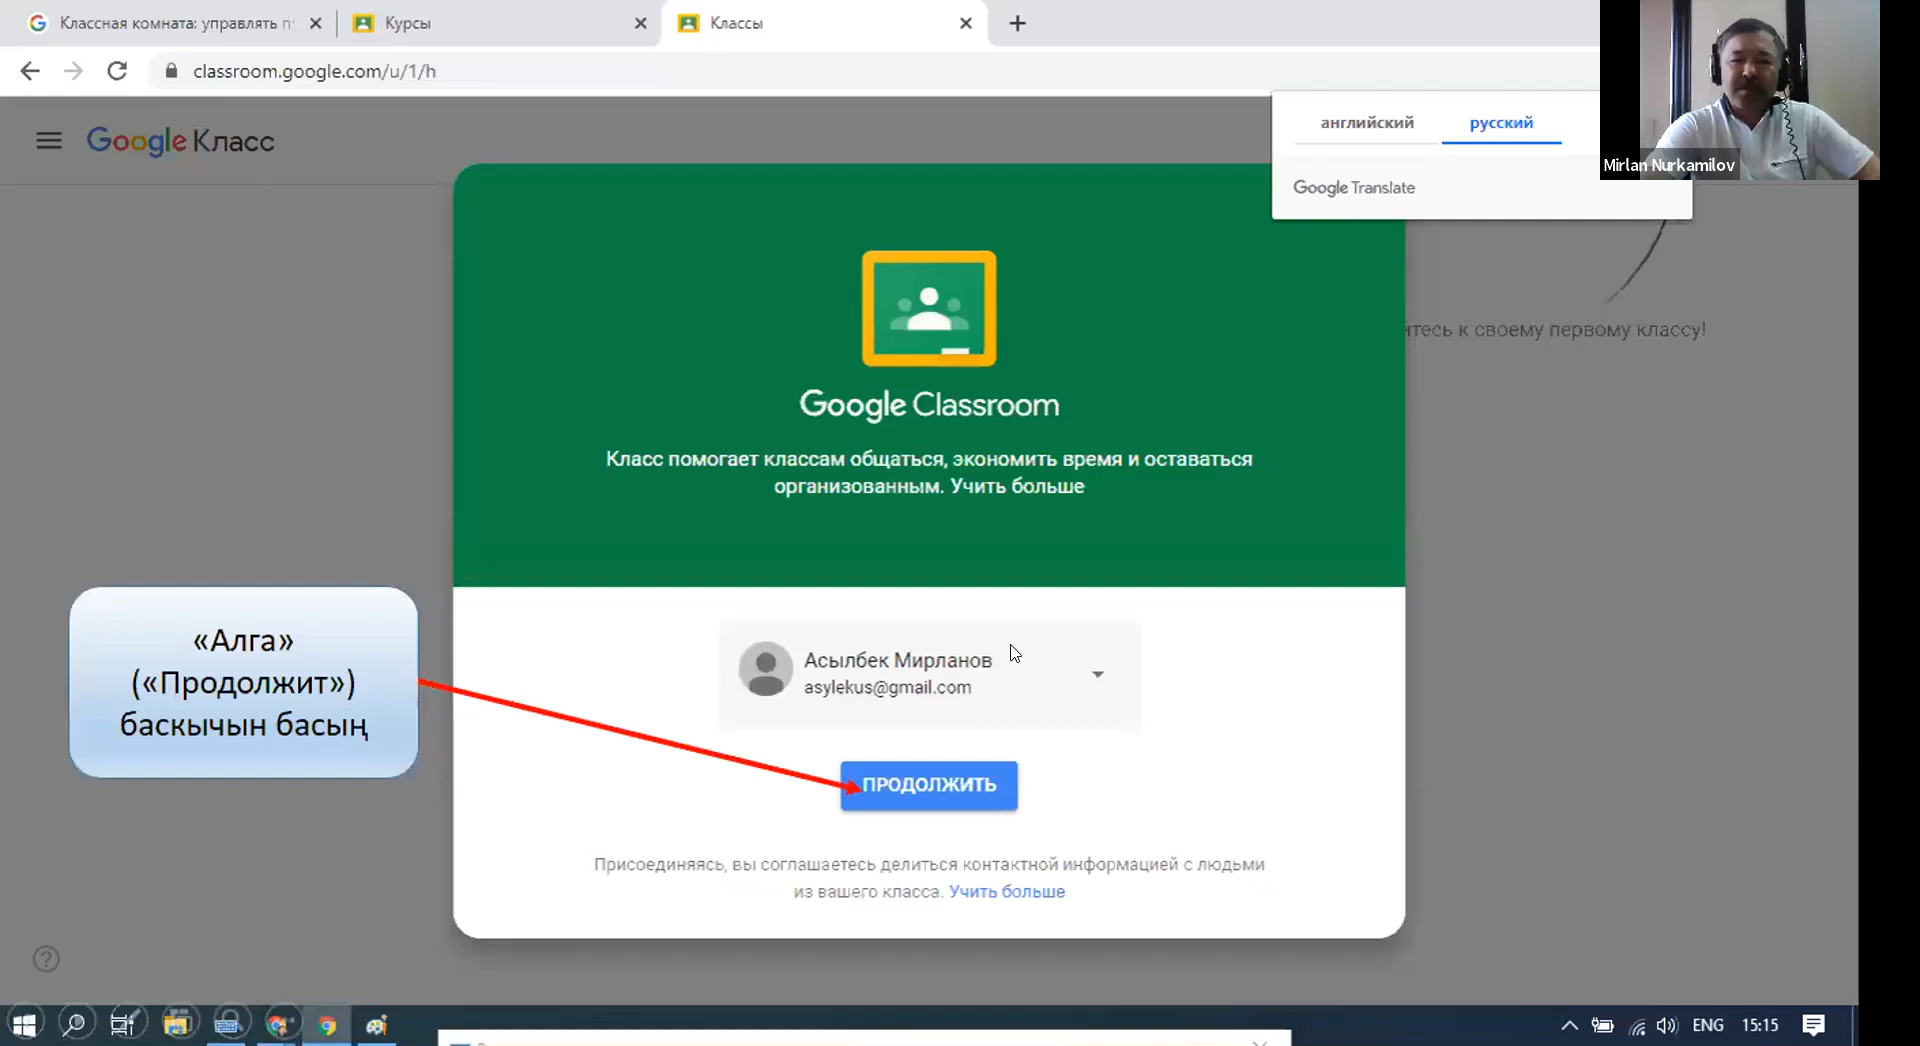 Классная комната: управлять п
Курсы
Классы
classroom.google.com/u/1/h
Google Класс
английский
русский
Google Translate
Mirlan Nurkamilov
йтесь к своему первому классу!
Google Classroom
Класс помогает классам общаться, экономить время и оставаться
организованным. Учить больше
«Алга»
(«Продолжит»)
баскычын басың
Асылбек Мирланов
asylekus@gmail.com
ПРОДОЛЖИТЬ
Присоединяясь, вы соглашаетесь делиться контактной информацией с людьми
из вашего класса. Учить больше
ENG
15:15